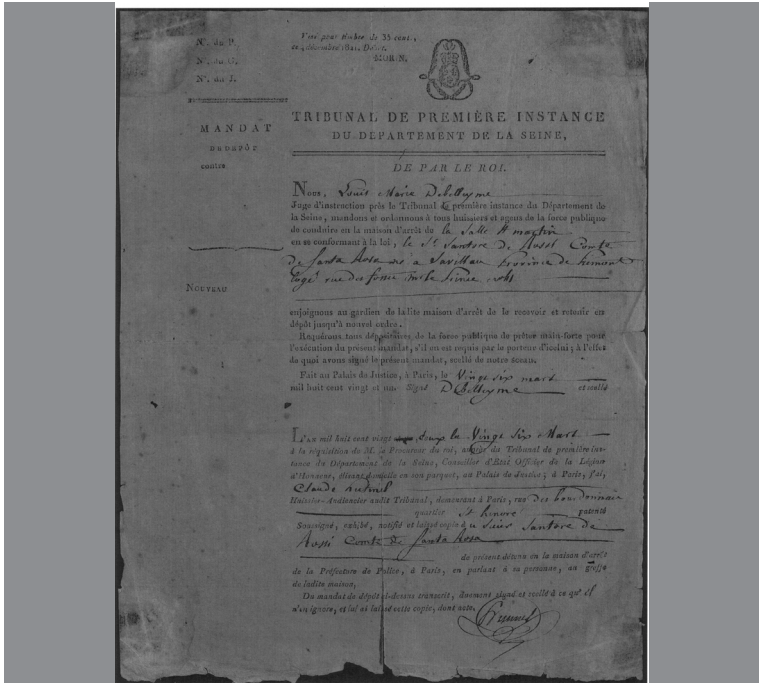 N°. du P.
N°. du G.
N°. du J.
Visé pour timbre de 35 cent.,
MORIN.
TRIBUNAL DE PREMIÈRE INSTANCE
DU DÉPARTEMENT DE LA SEINE,
MANDAT
DE DÉPÔT
contre
DE PAR LE ROI.
Nous, Louis Marie Debelleyme
Juge d'instruction près le Tribunal de première instance du Département de
la Seine, mandons et ordonnons à tous huissiers et agens de la force publique
de conduire en la maison d'arrêt de la Salle St martin
en se conformant à la loi, le Sr. Santore de Rossi Comte
de Santa Rosa né a Savillan Province de
logé rue des
NOUVEAU
enjoignons au gardien de ladite maison d'arrêt de le recevoir et retenir en
dépôt jusqu'à nouvel ordre.
Requérons tous dépositaires de la force publique de prêter main-forte pour
l'exécution du présent mandat, s'il en est requis par le porteur d'icelui ; à l'effet
de quoi avons signé le présent mandat, scellé de notre sceau.
Fait au Palais de Justice, à Paris, le Vingt six mars
mil huit cent vingt et un Signé Debelleyme et scellé
L'an mil huit cent vingt le Vingt six Mars
à la réquisition de M. le Procureur du roi, auprès du Tribunal de première ins-
tance du Département de la Seine, Conseiller d'État Officier de la Légion
d'Honneur, élisant domicile en son parquet, au Palais de Justice ; à Paris, j'ai,
Claude
Huissier-Audiencier audit Tribunal, demeurant à Paris, rue des bourdonnais
quartier St honoré patenté
Soussigné, exhibé, notifié et laissé copie à u Sieur Santore de
Rossi Comte de Santa Rosa
de présent détenu en la maison d'arrêt
de la Préfecture de Police, à Paris, en parlant à sa personne, au greffe
de ladite maison,
Du mandat de dépôt ci-dessus transcrit, dûment signé et scellé à ce qu'il
n'en ignore, et lui ai laissé cette copie, dont acte.